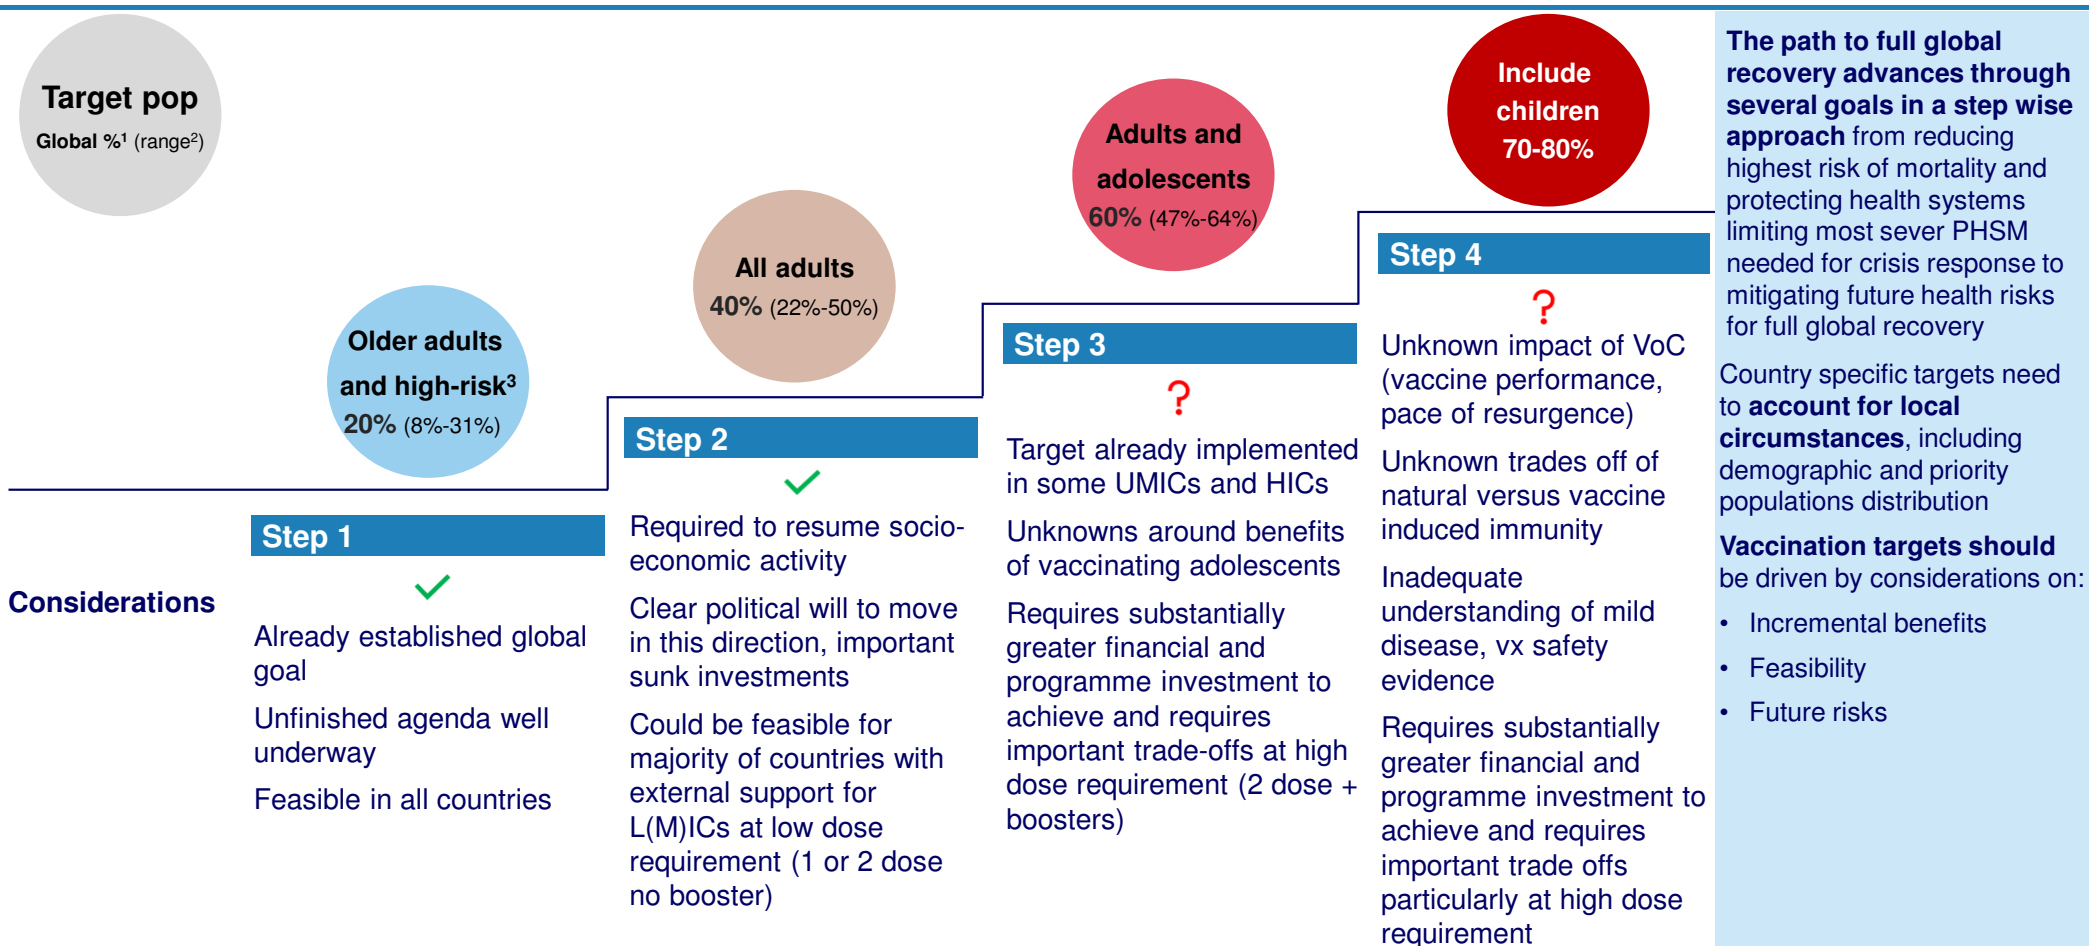 Target pop
Global %¹ (range²)
Older adults
and high-risk³
20% (8%-31%)
All adults
40% (22%-50%)
Adults and
adolescents
60% (47%-64%)
Include
children
70-80%
Considerations
Step 1
✓
Already established global
goal
Unfinished agenda well
underway
Feasible in all countries
Step 2
✓
Required to resume socio-
economic activity
Clear political will to move
in this direction, important
sunk investments
Could be feasible for
majority of countries with
external support for
L(M)ICs at low dose
requirement (1 or 2 dose
no booster)
Step 3
?
Target already implemented
in some UMICs and HICs
Unknowns around benefits
of vaccinating adolescents
Requires substantially
greater financial and
programme investment to
achieve and requires
important trade-offs at high
dose requirement (2 dose +
boosters)
Step 4
?
Unknown impact of VoC
(vaccine performance,
pace of resurgence)
Unknown trades off of
natural versus vaccine
induced immunity
Inadequate
understanding of mild
disease, vx safety
evidence
Requires substantially
greater financial and
programme investment to
achieve and requires
important trade offs
particularly at high dose
requirement
The path to full global
recovery advances through
several goals in a step wise
approach from reducing
highest risk of mortality and
protecting health systems
limiting most sever PHSM
needed for crisis response to
mitigating future health risks
for full global recovery
Country specific targets need
to account for local
circumstances, including
demographic and priority
populations distribution
Vaccination targets should
be driven by considerations on:
• Incremental benefits
• Feasibility
• Future risks